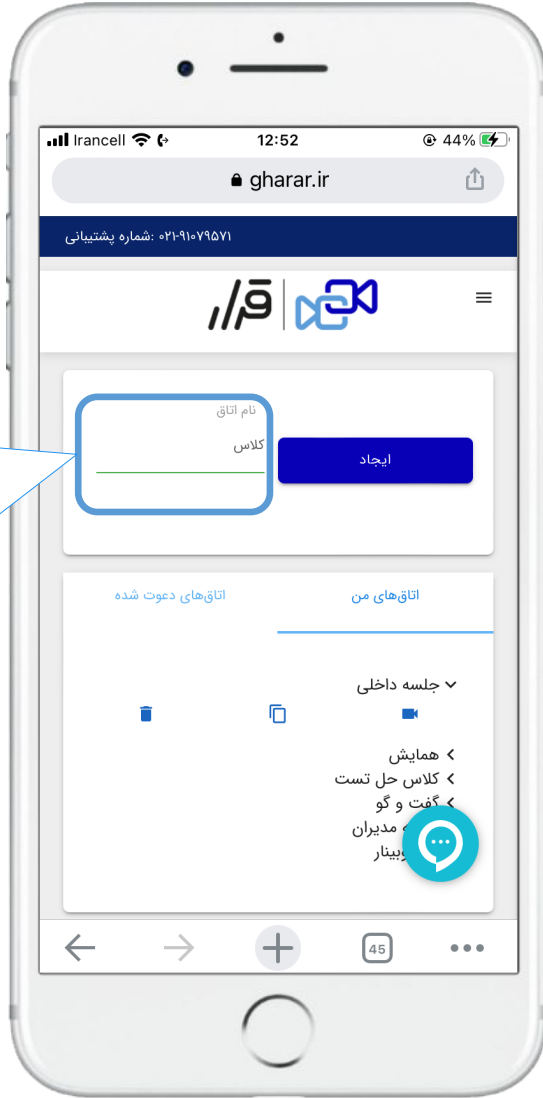 Irancell
12:52
44%
gharar.ir
شماره پشتیبانی: ۰۲۱-۹۱۰۷۹۵۷۱
قرار
نام اتاق
کلاس
ایجاد
اتاق‌های من
اتاق‌های دعوت شده
جلسه داخلی
همایش
کلاس حل تست
گفت و گو
مدیران
وبینار
45